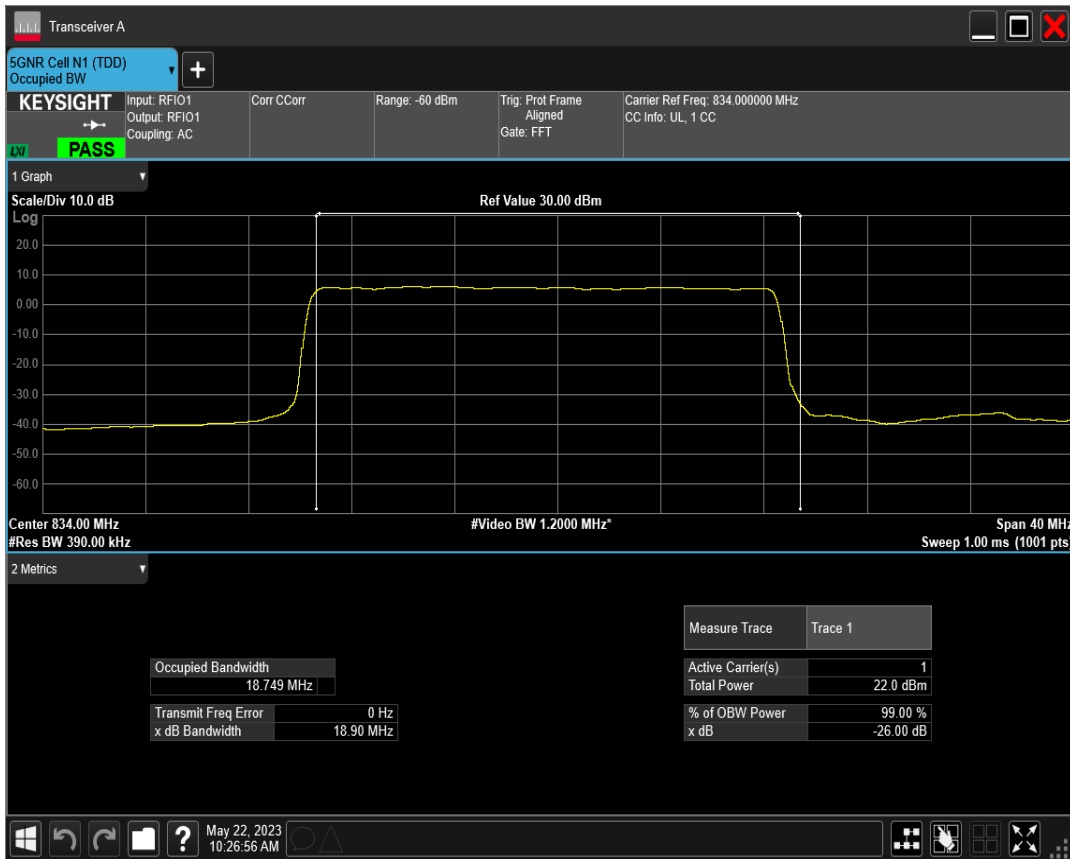 Transceiver A
5GNR Cell N1 (TDD)
Occupied BW
+
KEYSIGHT
LXI
PASS
Input: RFIO1
Output: RFIO1
Coupling: AC
Corr CCorr
Range: -60 dBm
Trig: Prot Frame
Aligned
Gate: FFT
Carrier Ref Freq: 834.000000 MHz
CC Info: UL, 1 CC
1 Graph
Scale/Div 10.0 dB
Ref Value 30.00 dBm
Log
20.0
10.0
0.00
-10.0
-20.0
-30.0
-40.0
-50.0
-60.0
Center 834.00 MHz
#Video BW 1.2000 MHz*
Span 40 MHz
#Res BW 390.00 kHz
Sweep 1.00 ms (1001 pts)
2 Metrics
Measure Trace
Trace 1
Occupied Bandwidth
18.749 MHz
Active Carrier(s) 1
Total Power 22.0 dBm
Transmit Freq Error 0 Hz
x dB Bandwidth 18.90 MHz
% of OBW Power 99.00 %
x dB -26.00 dB
?
May 22, 2023
10:26:56 AM